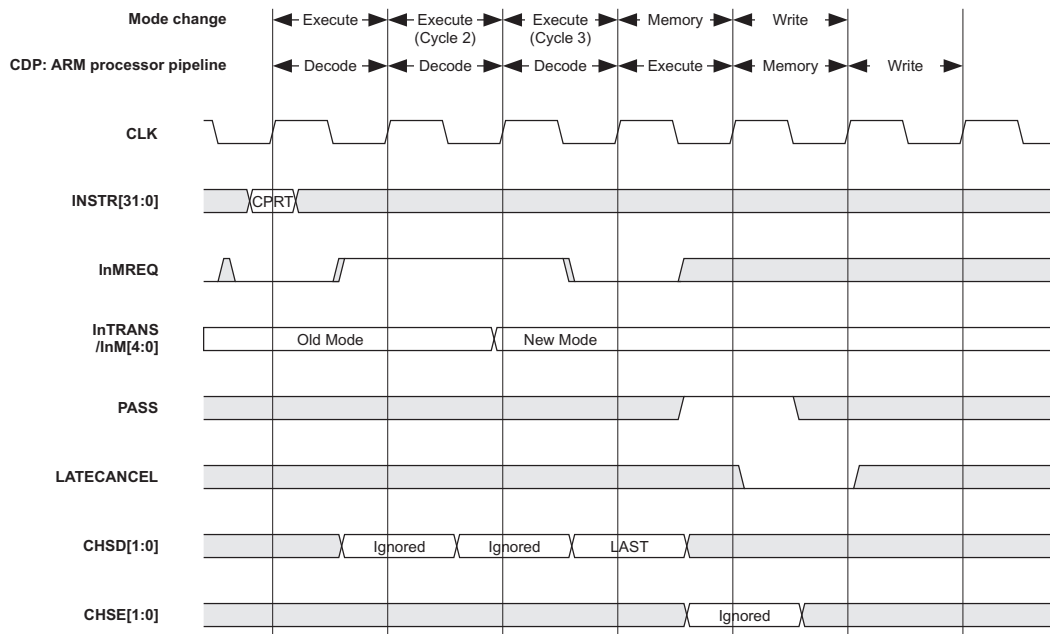 Mode change
Execute Execute Execute Memory Write
(Cycle 2) (Cycle 3)
CDP: ARM processor pipeline
Decode Decode Decode Execute Memory Write
CLK
INSTR[31:0]
CPRT
InMREQ
InTRANS
/InM[4:0]
Old Mode New Mode
PASS
LATECANCEL
CHSD[1:0]
Ignored Ignored LAST
CHSE[1:0]
Ignored